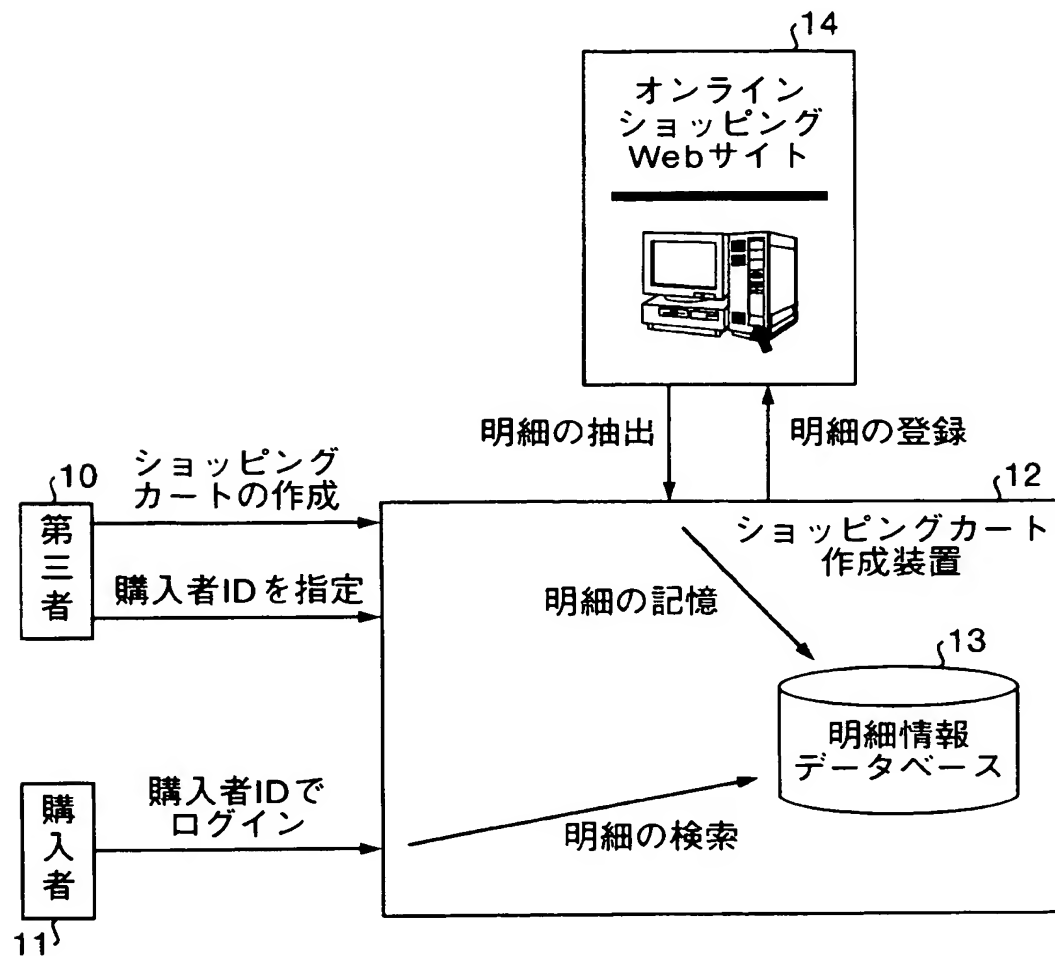 14
オンライン
ショッピング
Webサイト
明細の抽出
明細の登録
10
第三者
ショッピング
カートの作成
購入者IDを指定
12
ショッピングカート
作成装置
明細の記憶
13
明細情報
データベース
購入者
11
購入者IDで
ログイン
明細の検索